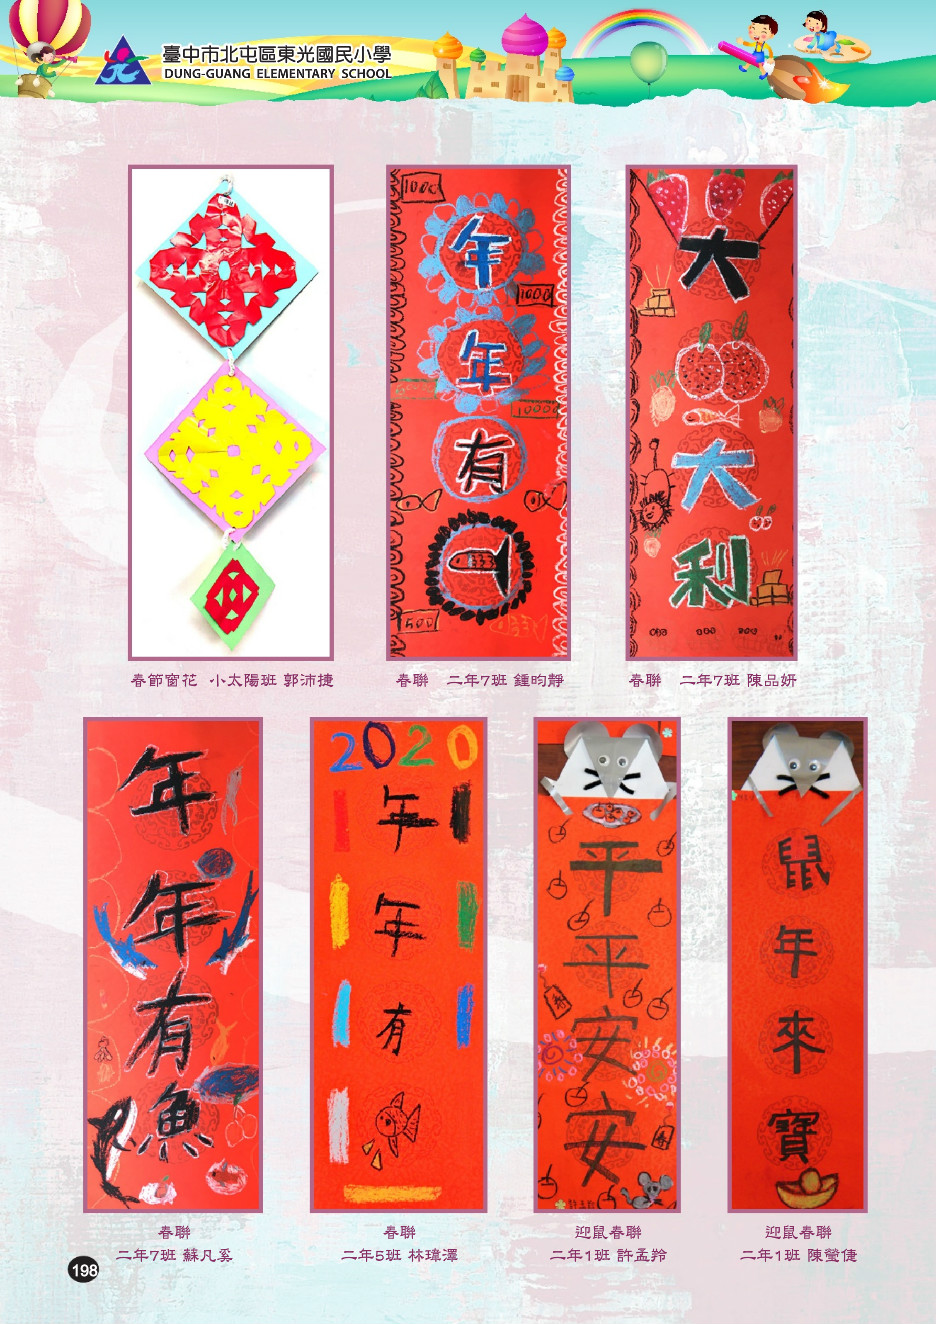 臺中市北屯區東光國民小學
DUNG-GUANG ELEMENTARY SCHOOL
1000
年
1000
年
10000
有
500
大
大
利
春節窗花 小太陽班 郭沛捷
春聯 二年7班 鍾昀靜
春聯 二年7班 陳品妍
年
年
有
魚
2020
年
年
有
平
平
安
安
鼠
年
來
寶
春聯
二年7班 蘇凡奚
春聯
二年5班 林瑋澤
迎鼠春聯
二年1班 許孟羚
迎鼠春聯
二年1班 陳瑩倢
198